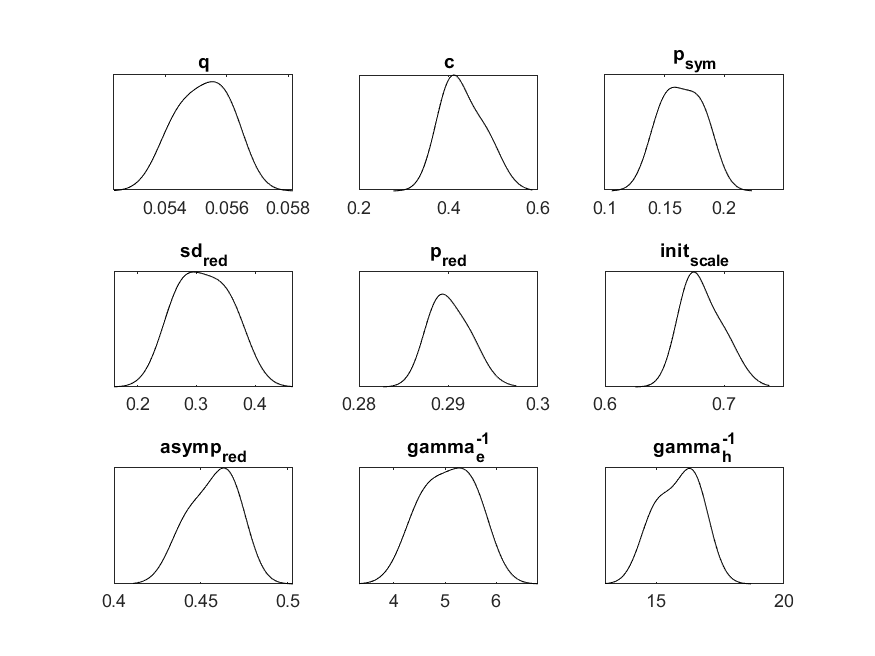 q c p_sym
0.054 0.056 0.058 0.2 0.4 0.6 0.1 0.15 0.2
sd_red p_red init_scale
0.2 0.3 0.4 0.28 0.29 0.3 0.6 0.7
asymp_red gamma_e^-1 gamma_h^-1
0.4 0.45 0.5 4 5 6 15 20